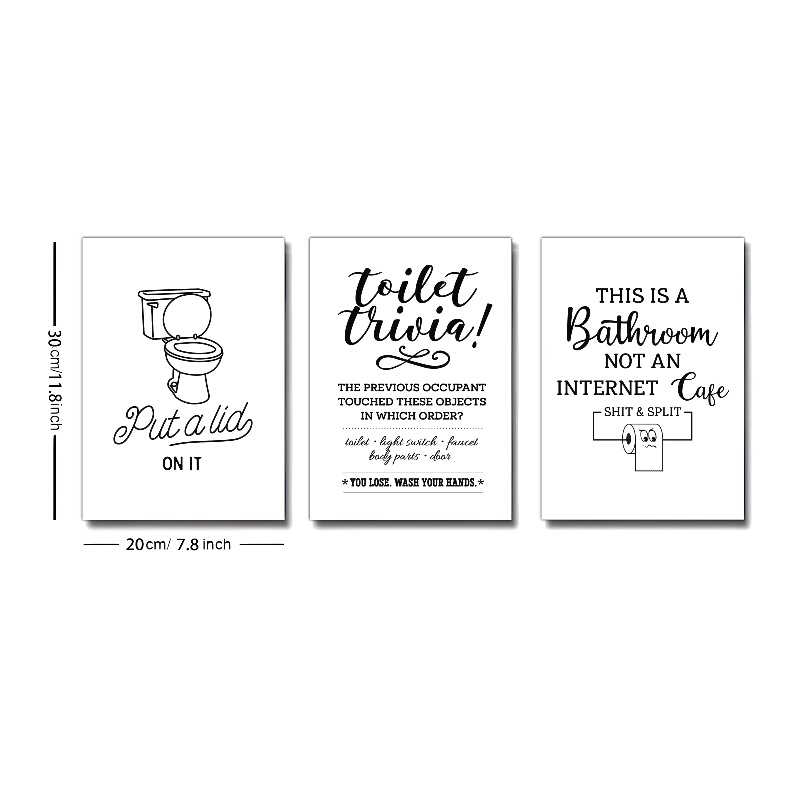 30cm/11.8inch
Put a lid
ON IT
20cm/ 7.8 inch
toilet
trivia!
THE PREVIOUS OCCUPANT
TOUCHED THESE OBJECTS
IN WHICH ORDER?
toilet - light switch - faucet
body parts - door
*YOU LOSE. WASH YOUR HANDS.*
THIS IS A
Bathroom
NOT AN
INTERNET Cafe
SHIT & SPLIT